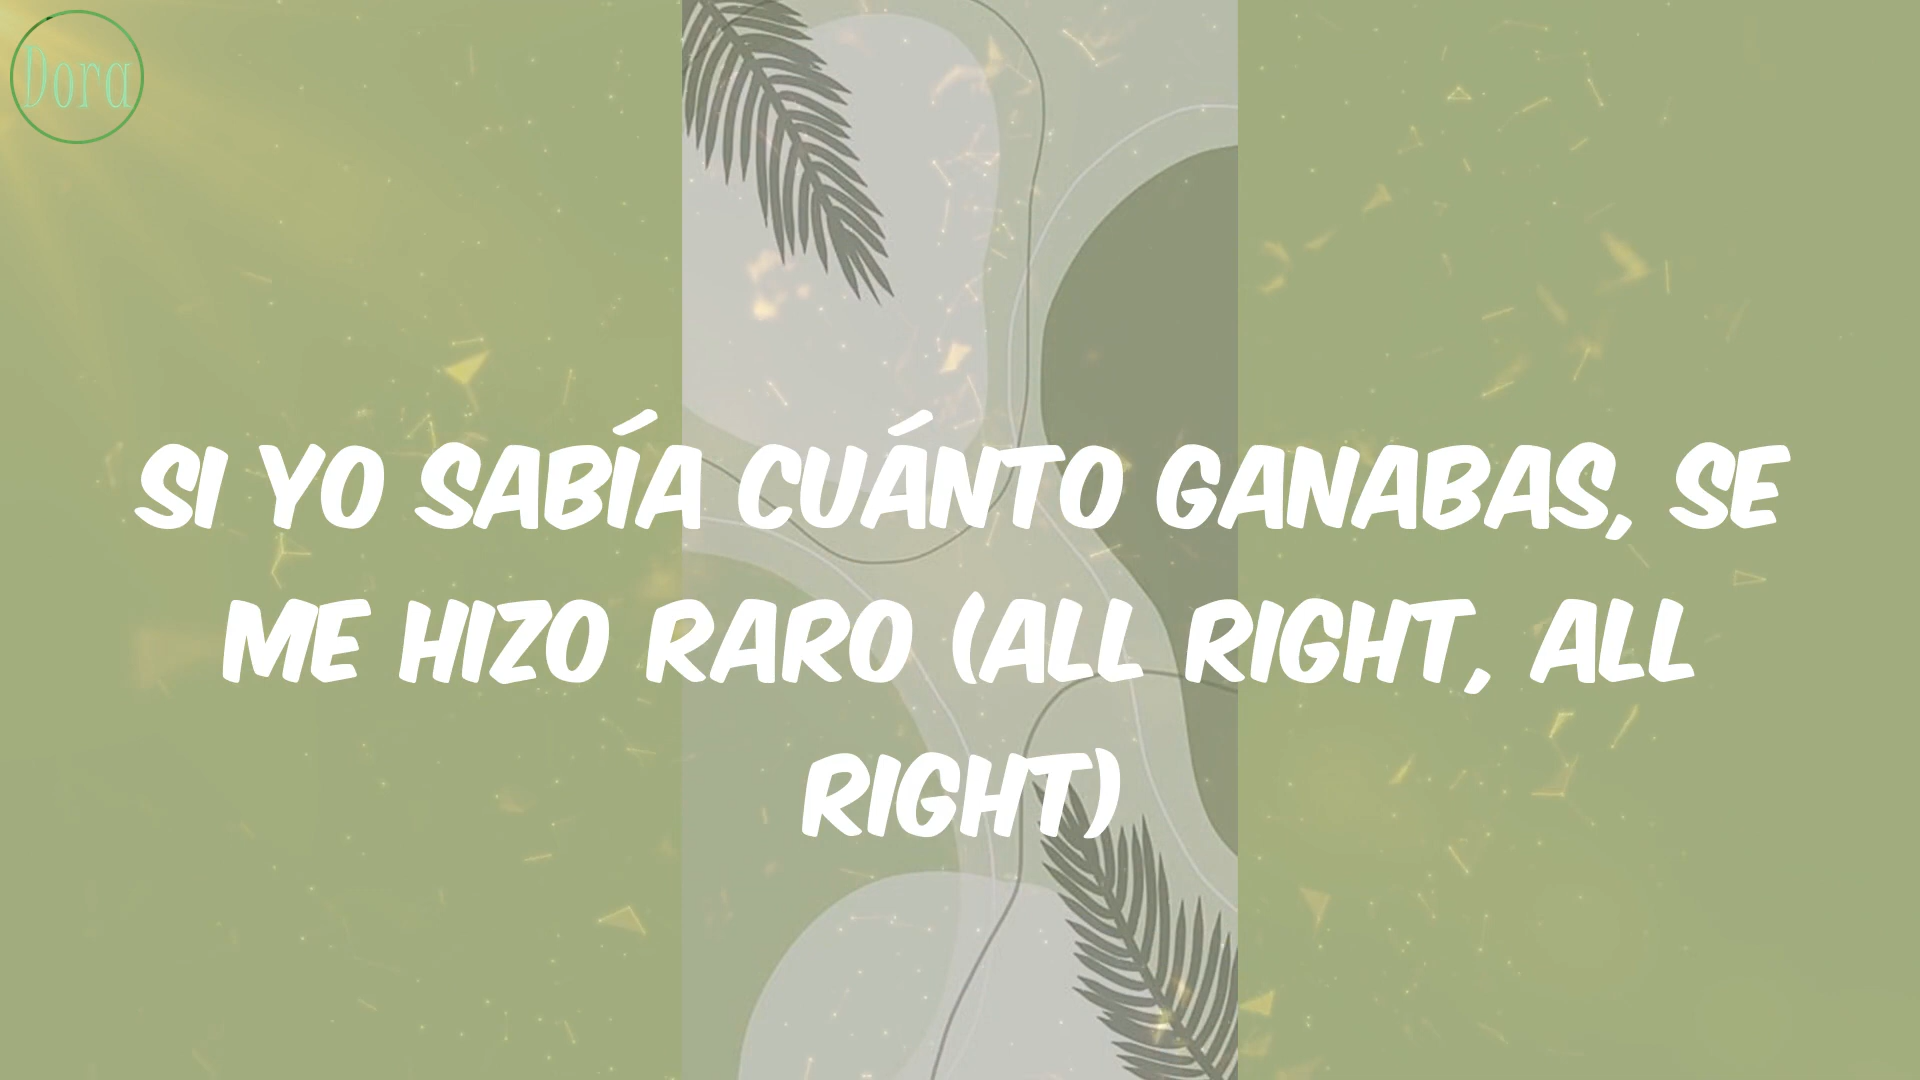 Dora
SI YO SABÍA CUÁNTO GANABAS, SE
ME HIZO RARO (ALL RIGHT, ALL
RIGHT)